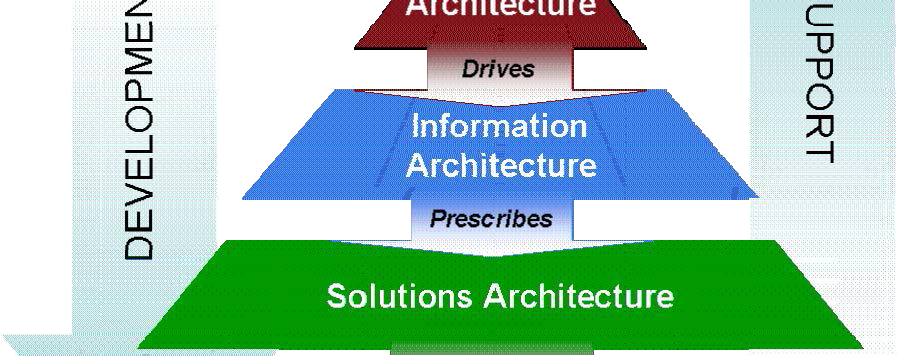 Architecture
Drives
Information
Architecture
Prescribes
Solutions Architecture
DEVELOPMEN
UPPORT